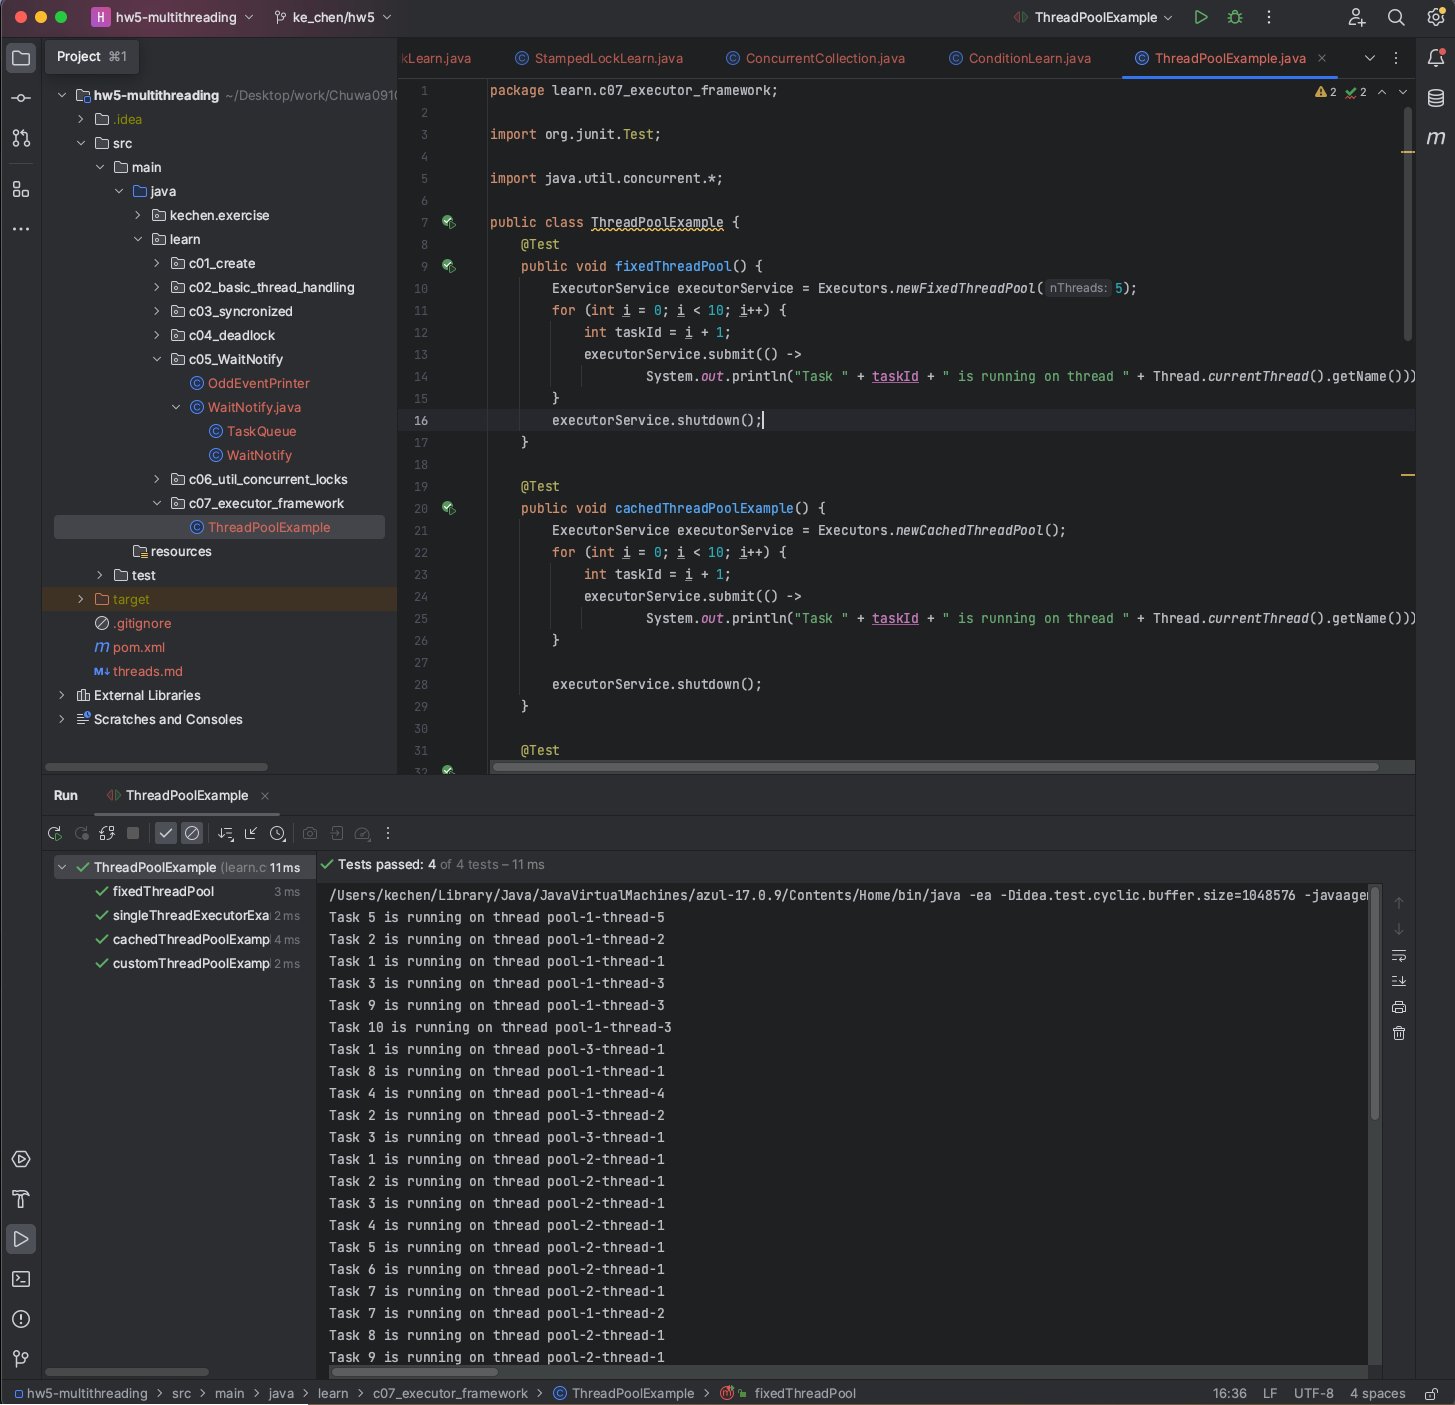 H hw5-multithreading ke_chen/hw5 ThreadPoolExample
Project ⌘1
kLearn.java StampedLockLearn.java ConcurrentCollection.java ConditionLearn.java ThreadPoolExample.java
hw5-multithreading ~/Desktop/work/Chuwa0910
.idea
src
main
java
kechen.exercise
learn
c01_create
c02_basic_thread_handling
c03_syncronized
c04_deadlock
c05_WaitNotify
OddEventPrinter
WaitNotify.java
TaskQueue
WaitNotify
c06_util_concurrent_locks
c07_executor_framework
ThreadPoolExample
resources
test
target
.gitignore
pom.xml
threads.md
External Libraries
Scratches and Consoles
2 2
1 package learn.c07_executor_framework;
2
3 import org.junit.Test;
4
5 import java.util.concurrent.*;
6
7 public class ThreadPoolExample {
8 @Test
9 public void fixedThreadPool() {
10 ExecutorService executorService = Executors.newFixedThreadPool( nThreads: 5);
11 for (int i = 0; i < 10; i++) {
12 int taskId = i + 1;
13 executorService.submit(() ->
14 System.out.println("Task " + taskId + " is running on thread " + Thread.currentThread().getName()))
15 }
16 executorService.shutdown();
17 }
18
19 @Test
20 public void cachedThreadPoolExample() {
21 ExecutorService executorService = Executors.newCachedThreadPool();
22 for (int i = 0; i < 10; i++) {
23 int taskId = i + 1;
24 executorService.submit(() ->
25 System.out.println("Task " + taskId + " is running on thread " + Thread.currentThread().getName()))
26 }
27
28 executorService.shutdown();
29 }
30
31 @Test
32
Run ThreadPoolExample
ThreadPoolExample (learn.c 11 ms
fixedThreadPool 3 ms
singleThreadExecutorExa 2 ms
cachedThreadPoolExamp 4 ms
customThreadPoolExamp 2 ms
Tests passed: 4 of 4 tests – 11 ms
/Users/kechen/Library/Java/JavaVirtualMachines/azul-17.0.9/Contents/Home/bin/java -ea -Didea.test.cyclic.buffer.size=1048576 -javaagen
Task 5 is running on thread pool-1-thread-5
Task 2 is running on thread pool-1-thread-2
Task 1 is running on thread pool-1-thread-1
Task 3 is running on thread pool-1-thread-3
Task 9 is running on thread pool-1-thread-3
Task 10 is running on thread pool-1-thread-3
Task 1 is running on thread pool-3-thread-1
Task 8 is running on thread pool-1-thread-1
Task 4 is running on thread pool-1-thread-4
Task 2 is running on thread pool-3-thread-2
Task 3 is running on thread pool-3-thread-1
Task 1 is running on thread pool-2-thread-1
Task 2 is running on thread pool-2-thread-1
Task 3 is running on thread pool-2-thread-1
Task 4 is running on thread pool-2-thread-1
Task 5 is running on thread pool-2-thread-1
Task 6 is running on thread pool-2-thread-1
Task 7 is running on thread pool-2-thread-1
Task 7 is running on thread pool-1-thread-2
Task 8 is running on thread pool-2-thread-1
Task 9 is running on thread pool-2-thread-1
hw5-multithreading > src > main > java > learn > c07_executor_framework > ThreadPoolExample > fixedThreadPool 16:36 LF UTF-8 4 spaces